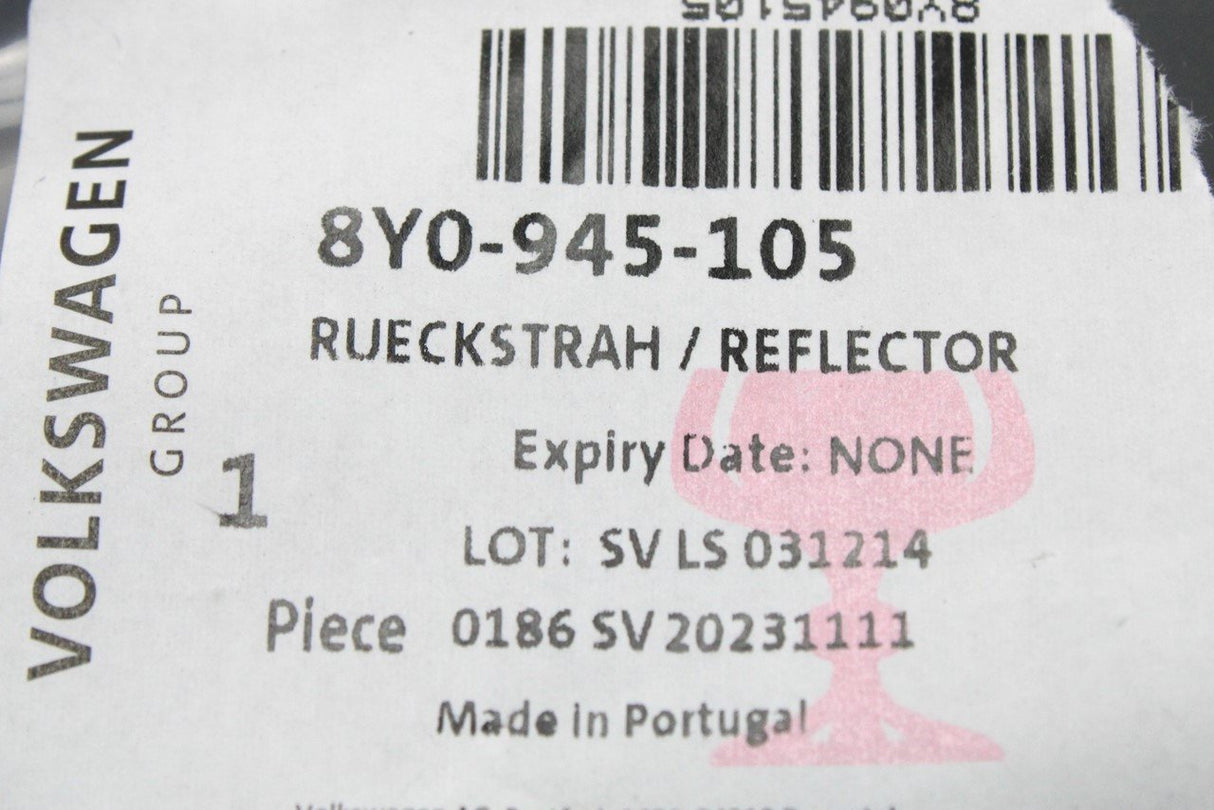 8Y0945105
8Y0-945-105
RUECKSTRAH / REFLECTOR
Expiry Date: NONE
LOT: SV LS 031214
1
Piece 0186 SV 20231111
Made in Portugal
VOLKSWAGEN
GROUP